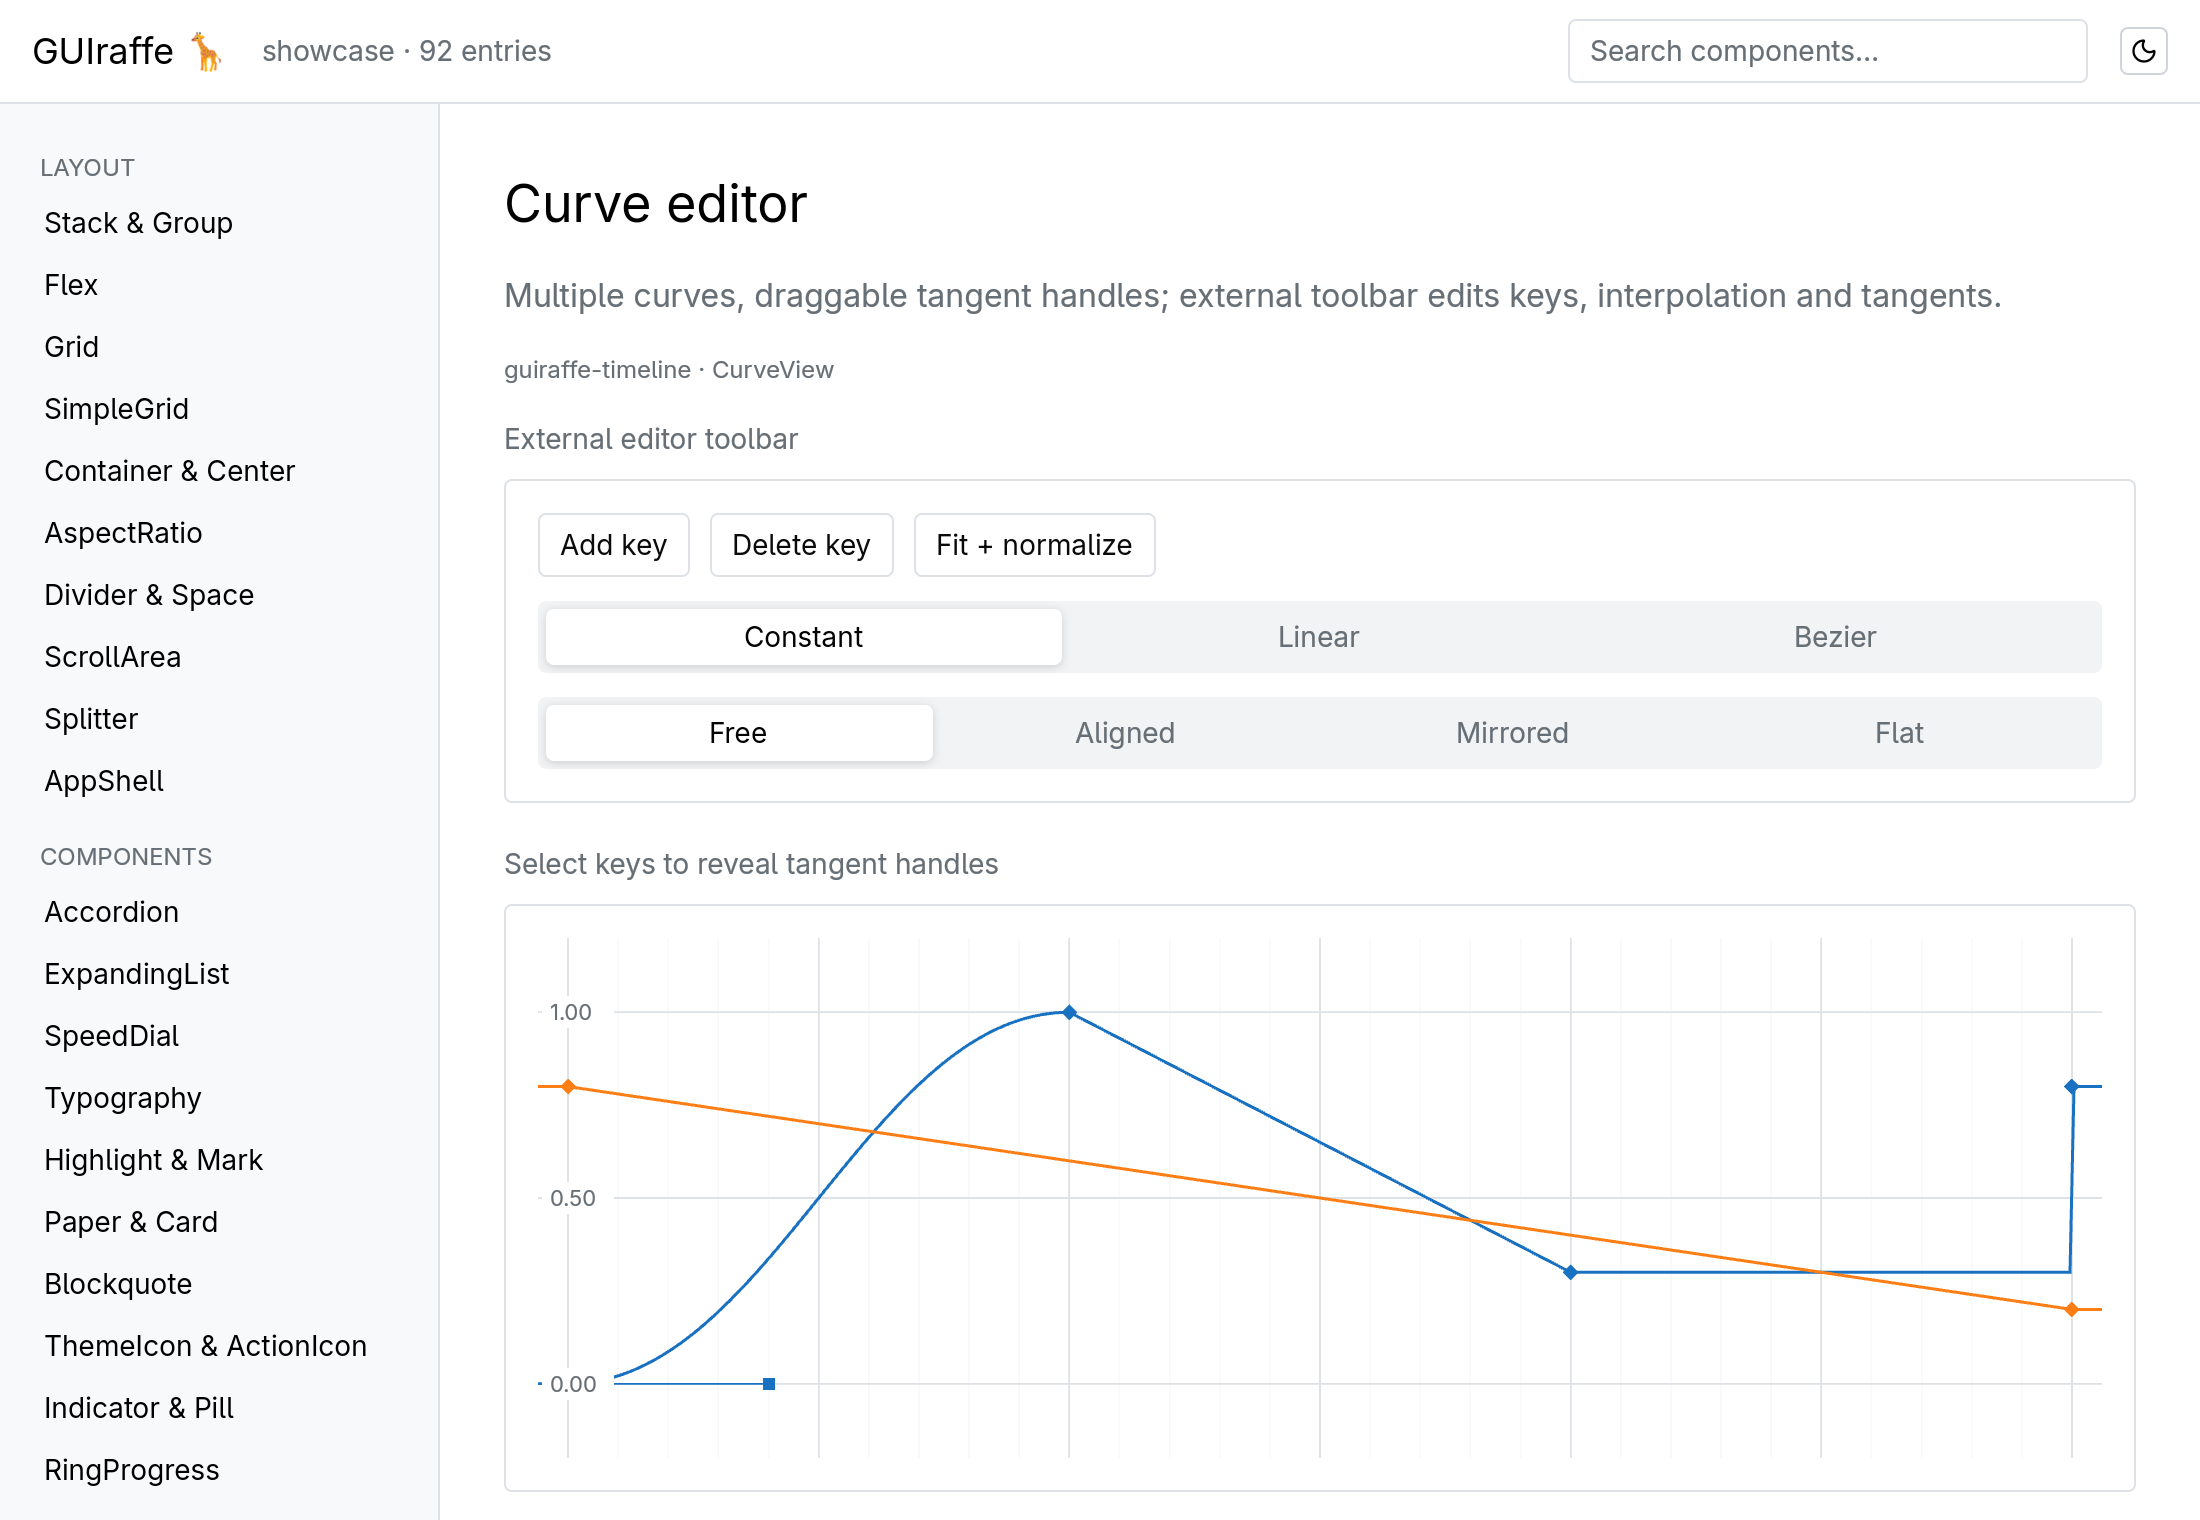 GUIraffe 🦒 showcase · 92 entries Search components...
LAYOUT
Stack & Group
Flex
Grid
SimpleGrid
Container & Center
AspectRatio
Divider & Space
ScrollArea
Splitter
AppShell
COMPONENTS
Accordion
ExpandingList
SpeedDial
Typography
Highlight & Mark
Paper & Card
Blockquote
ThemeIcon & ActionIcon
Indicator & Pill
RingProgress
Curve editor
Multiple curves, draggable tangent handles; external toolbar edits keys, interpolation and tangents.
guiraffe-timeline · CurveView
External editor toolbar
Add key Delete key Fit + normalize
Constant Linear Bezier
Free Aligned Mirrored Flat
Select keys to reveal tangent handles
1.00
0.50
0.00